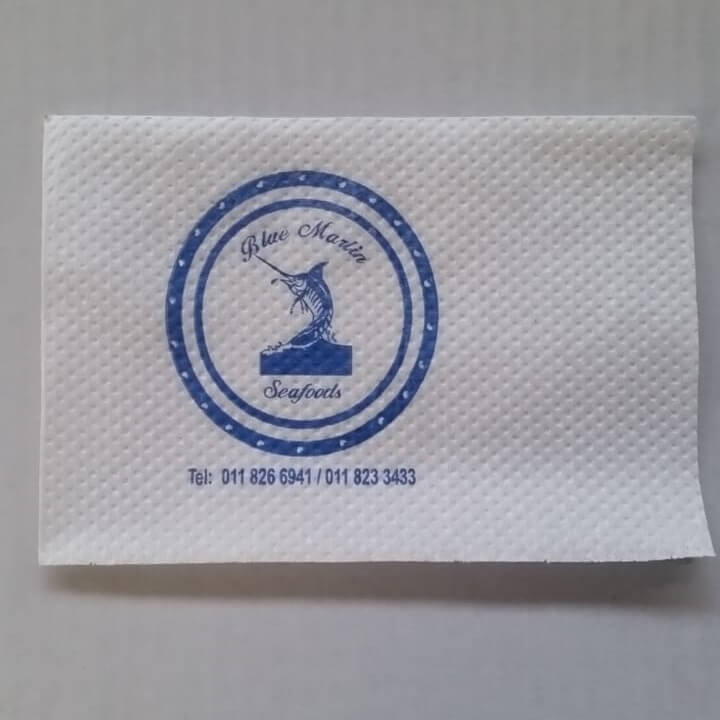 Blue Marlin
Seafoods
Tel: 011 826 6941 / 011 823 3433